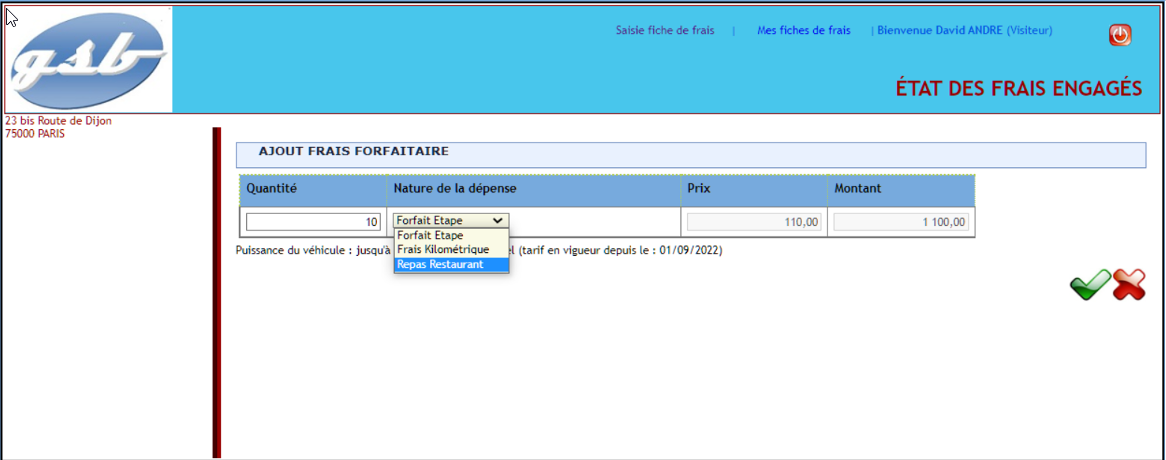 gsb
Saisie fiche de frais | Mes fiches de frais | Bienvenue David ANDRE (Visiteur)
ÉTAT DES FRAIS ENGAGÉS
23 bis Route de Dijon
75000 PARIS
AJOUT FRAIS FORFAITAIRE
Quantité Nature de la dépense Prix Montant
10 Forfait Etape 110,00 1 100,00
Forfait Etape
Frais Kilométrique
Repas Restaurant
Puissance du véhicule : jusqu'à (tarif en vigueur depuis le : 01/09/2022)